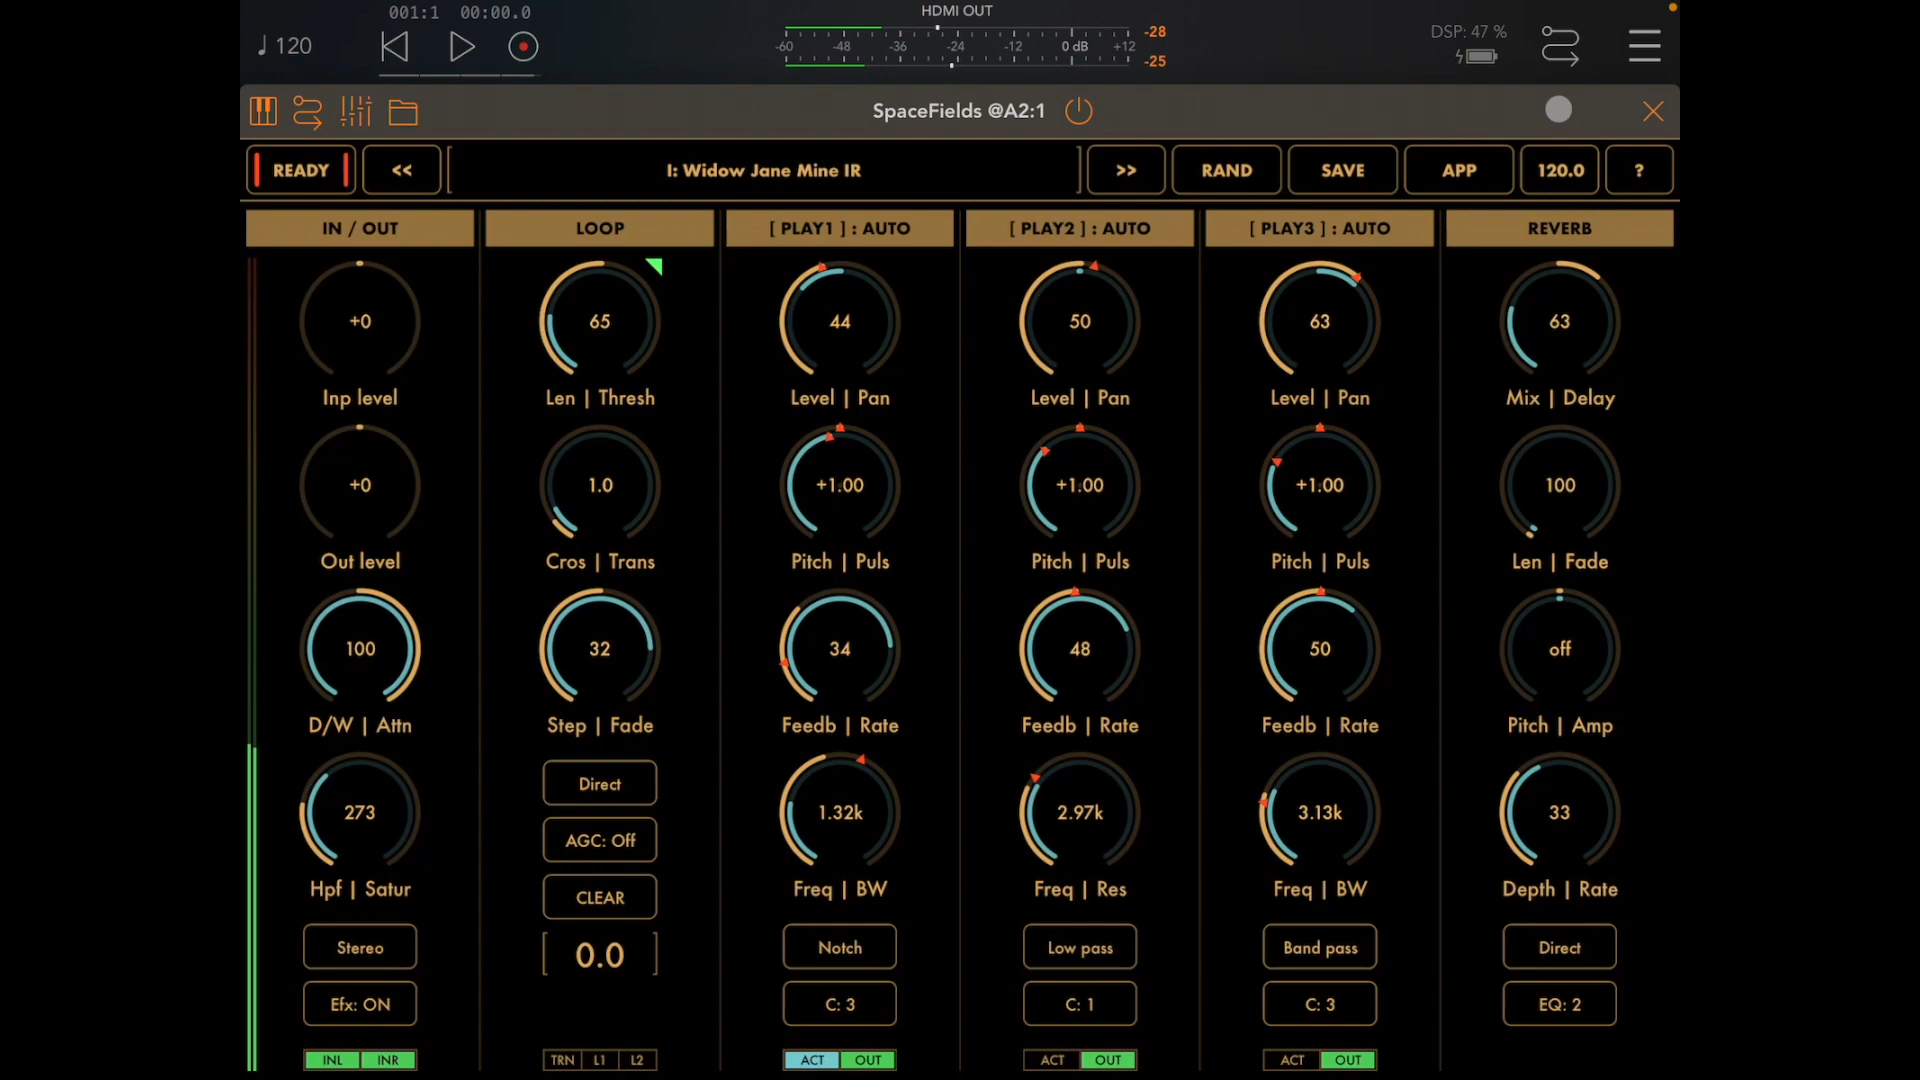 001:1 00:00.0
HDMI OUT
♩ 120
-60 -48 -36 -24 -12 0 dB +12
-28
-25
DSP: 47 %
SpaceFields @A2:1
READY << I: Widow Jane Mine IR >> RAND SAVE APP 120.0 ?
IN / OUT LOOP [ PLAY1 ] : AUTO [ PLAY2 ] : AUTO [ PLAY3 ] : AUTO REVERB
+0 65 44 50 63 63
Inp level Len | Thresh Level | Pan Level | Pan Level | Pan Mix | Delay
+0 1.0 +1.00 +1.00 +1.00 100
Out level Cros | Trans Pitch | Puls Pitch | Puls Pitch | Puls Len | Fade
100 32 34 48 50 off
D/W | Attn Step | Fade Feedb | Rate Feedb | Rate Feedb | Rate Pitch | Amp
Direct
273 1.32k 2.97k 3.13k 33
AGC: Off
Hpf | Satur CLEAR Freq | BW Freq | Res Freq | BW Depth | Rate
Stereo 0.0 Notch Low pass Band pass Direct
Efx: ON C: 3 C: 1 C: 3 EQ: 2
INL INR TRN L1 L2 ACT OUT ACT OUT ACT OUT